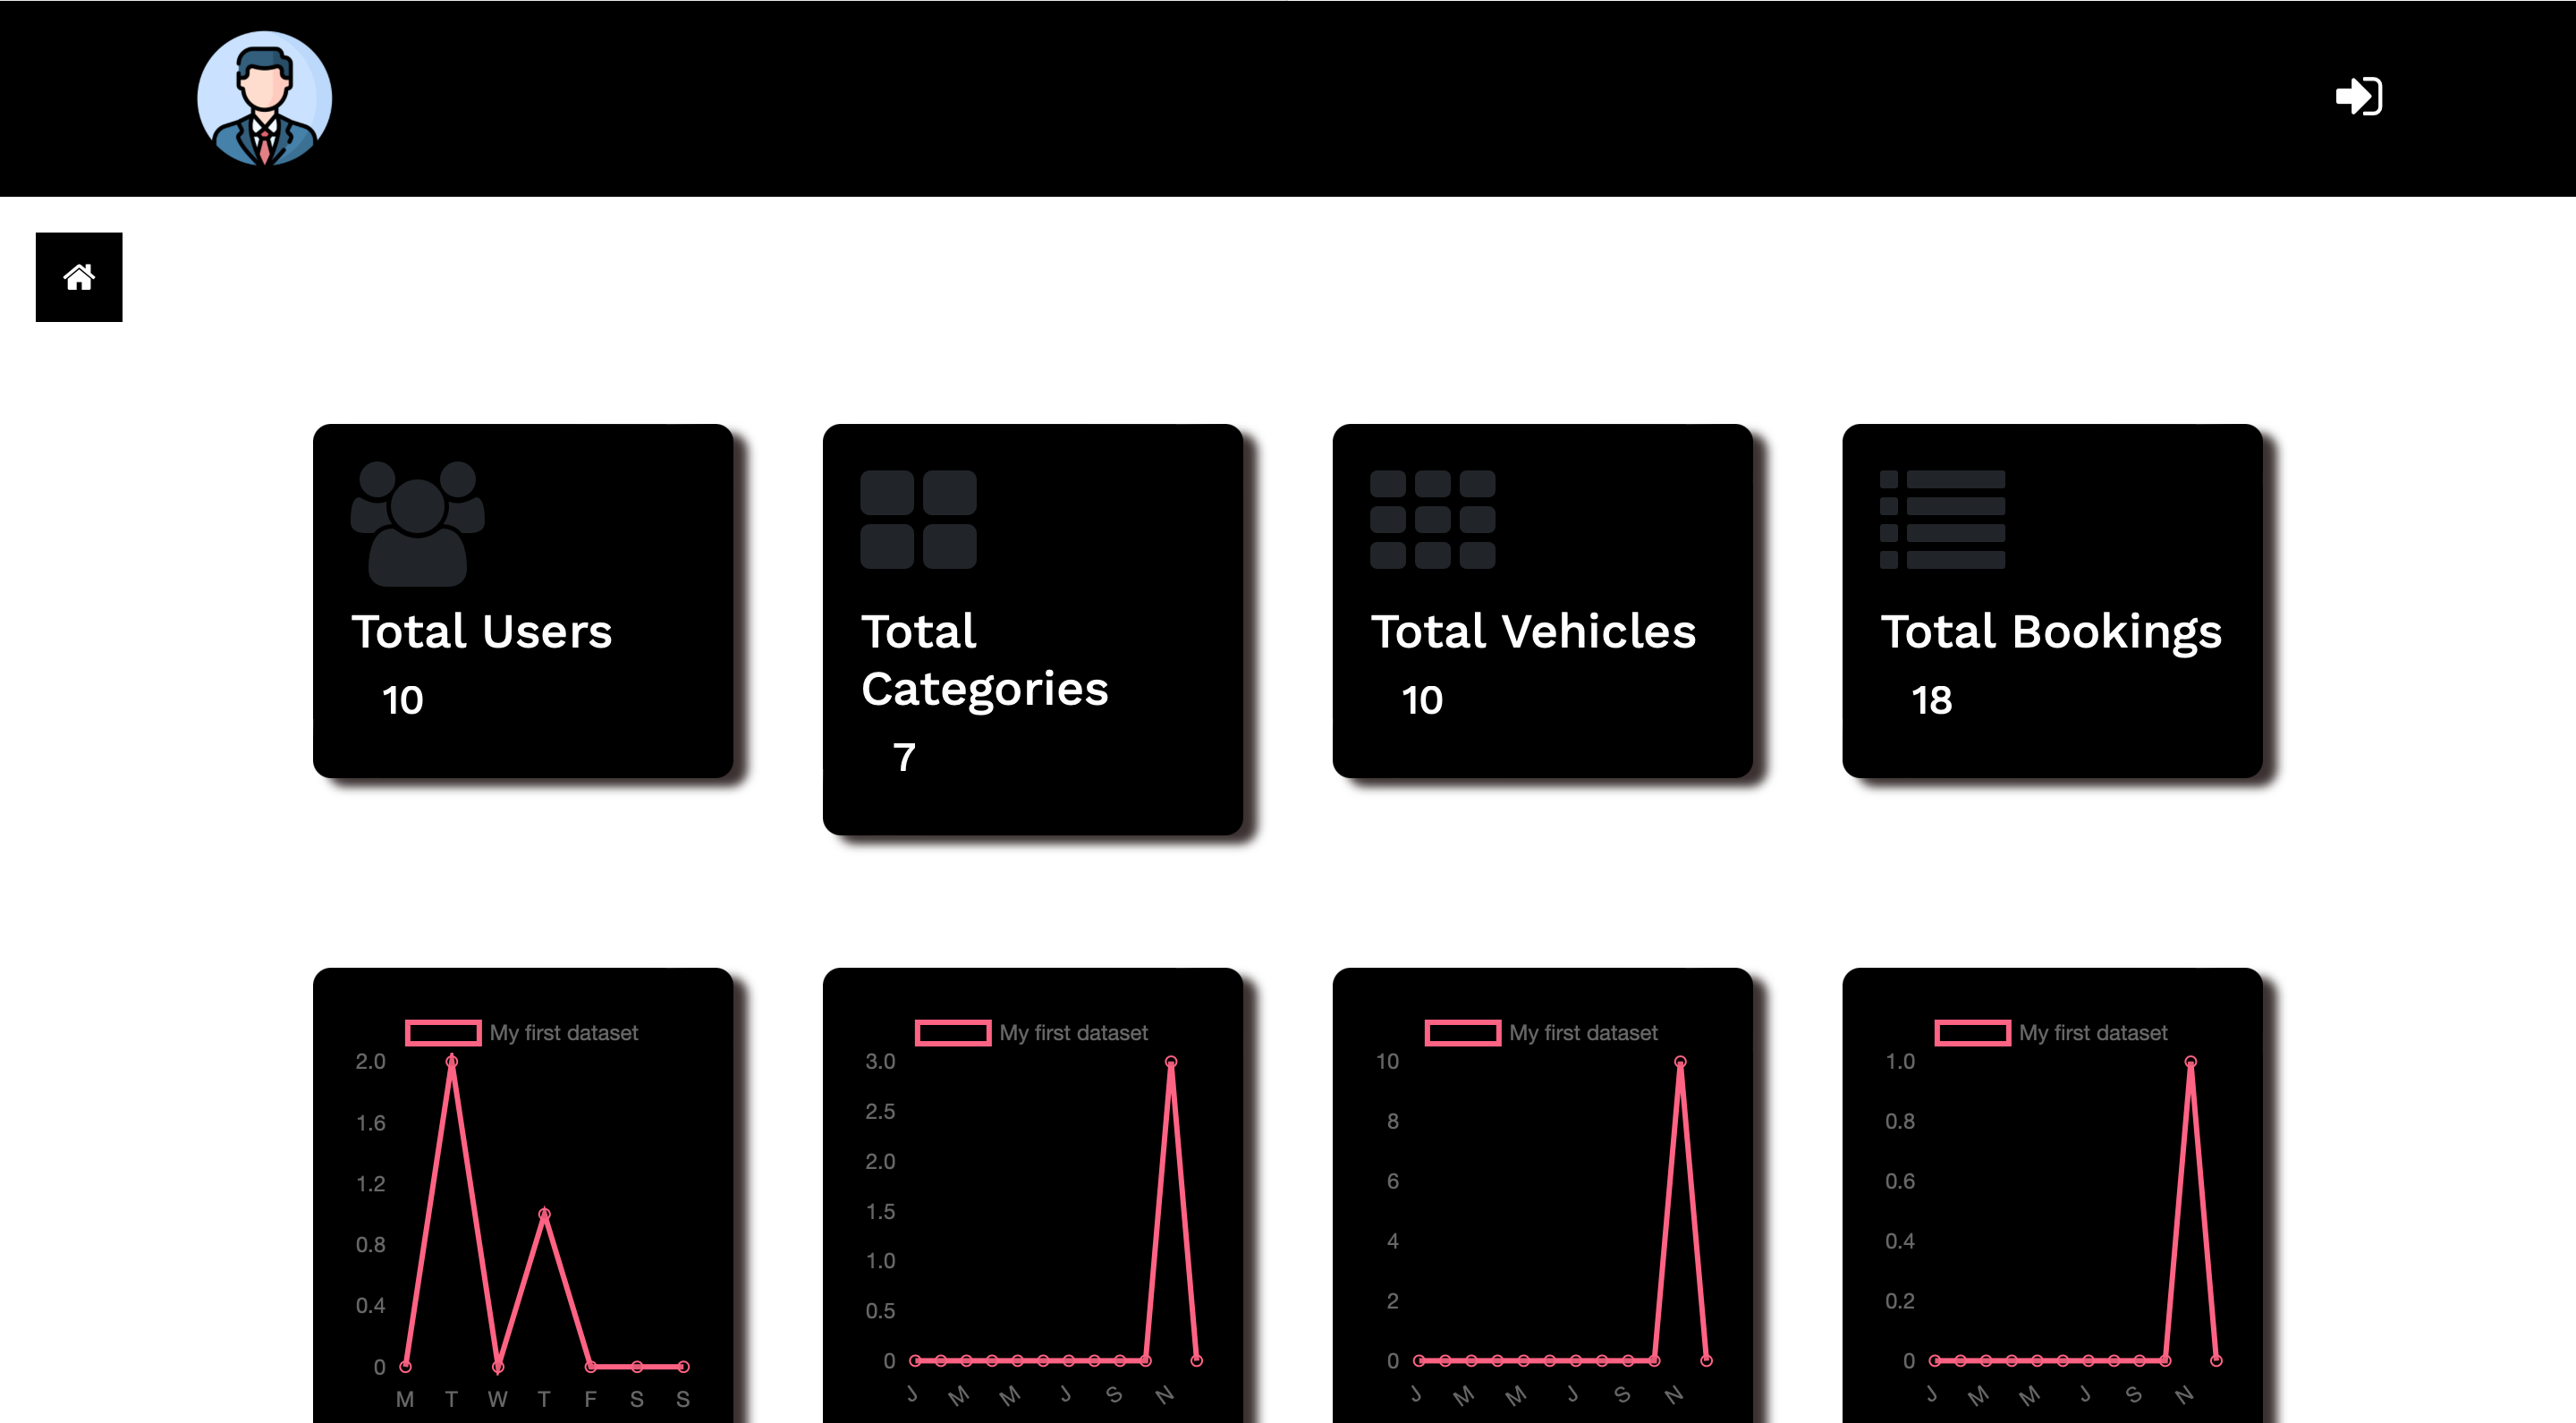 Total Users
10
Total
Categories
7
Total Vehicles
10
Total Bookings
18
My first dataset
2.0
1.6
1.2
0.8
0.4
0
M T W T F S S
My first dataset
3.0
2.5
2.0
1.5
1.0
0.5
0
J M M J S N
My first dataset
10
8
6
4
2
0
J M M J S N
My first dataset
1.0
0.8
0.6
0.4
0.2
0
J M M J S N